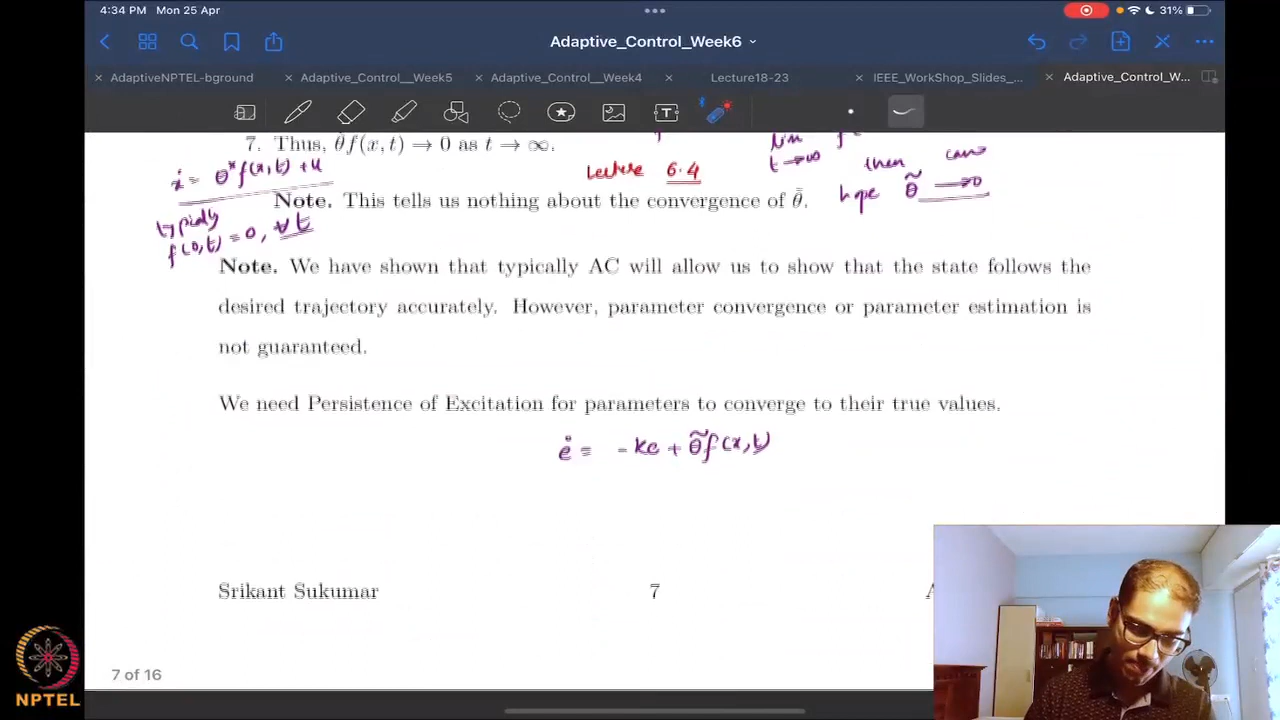 4:34 PM Mon 25 Apr
31%
Adaptive_Control_Week6
AdaptiveNPTEL-bground
Adaptive_Control__Week5
Adaptive_Control__Week4
Lecture18-23
IEEE_WorkShop_Slides_...
Adaptive_Control_W...
7. Thus, θ̃f(x, t) → 0 as t → ∞.
lim
t→∞
Lecture 6.4
then
hope θ̃ → 0
ẋ = θ* f(x,t) + u
Note. This tells us nothing about the convergence of θ̃.
typically
f(0,t) = 0, ∀ t
Note. We have shown that typically AC will allow us to show that the state follows the
desired trajectory accurately. However, parameter convergence or parameter estimation is
not guaranteed.
We need Persistence of Excitation for parameters to converge to their true values.
ė = -ke + θ̃f(x,t)
Srikant Sukumar
7
7 of 16
NPTEL